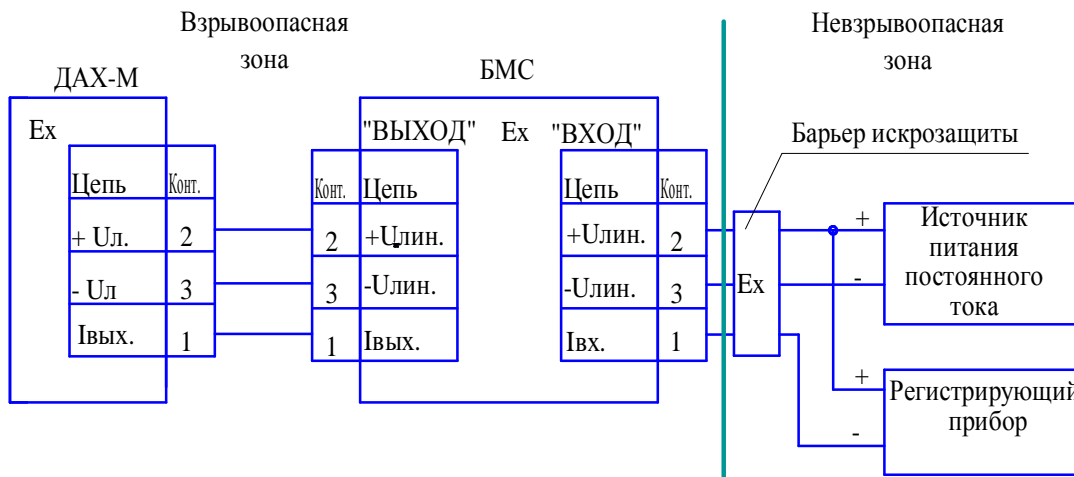 Взрывоопасная
зона
Невзрывоопасная
зона
ДАХ-М
БМС
Ex
"ВЫХОД" Ex "ВХОД"
Барьер искрозащиты
Цепь Конт.
+ Uл. 2
- Uл 3
Iвых. 1
Конт. Цепь
2 +Uлин.
3 -Uлин.
1 Iвых.
Цепь Конт.
+Uлин. 2
-Uлин. 3
Iвх. 1
Ex
+
-
Источник
питания
постоянного
тока
+
-
Регистрирующий
прибор